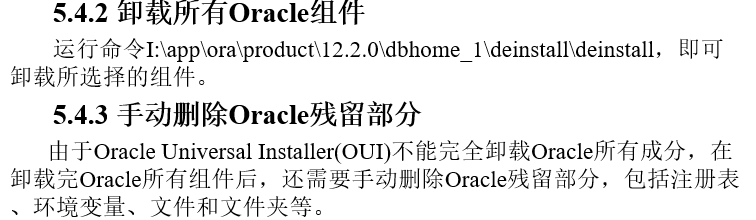 5.4.2 卸载所有Oracle组件
运行命令I:\app\ora\product\12.2.0\dbhome_1\deinstall\deinstall，即可
卸载所选择的组件。
5.4.3 手动删除Oracle残留部分
由于Oracle Universal Installer(OUI)不能完全卸载Oracle所有成分，在
卸载完Oracle所有组件后，还需要手动删除Oracle残留部分，包括注册表
、环境变量、文件和文件夹等。